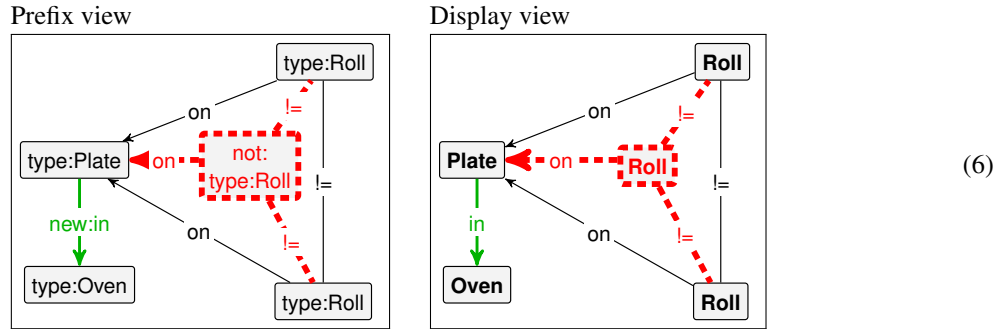 Prefix view
type:Roll
on
!=
type:Plate
on
not:
type:Roll
!=
new:in
!=
on
type:Oven
type:Roll
Display view
Roll
on
!=
Plate
on
Roll
!=
in
!=
on
Oven
Roll
(6)